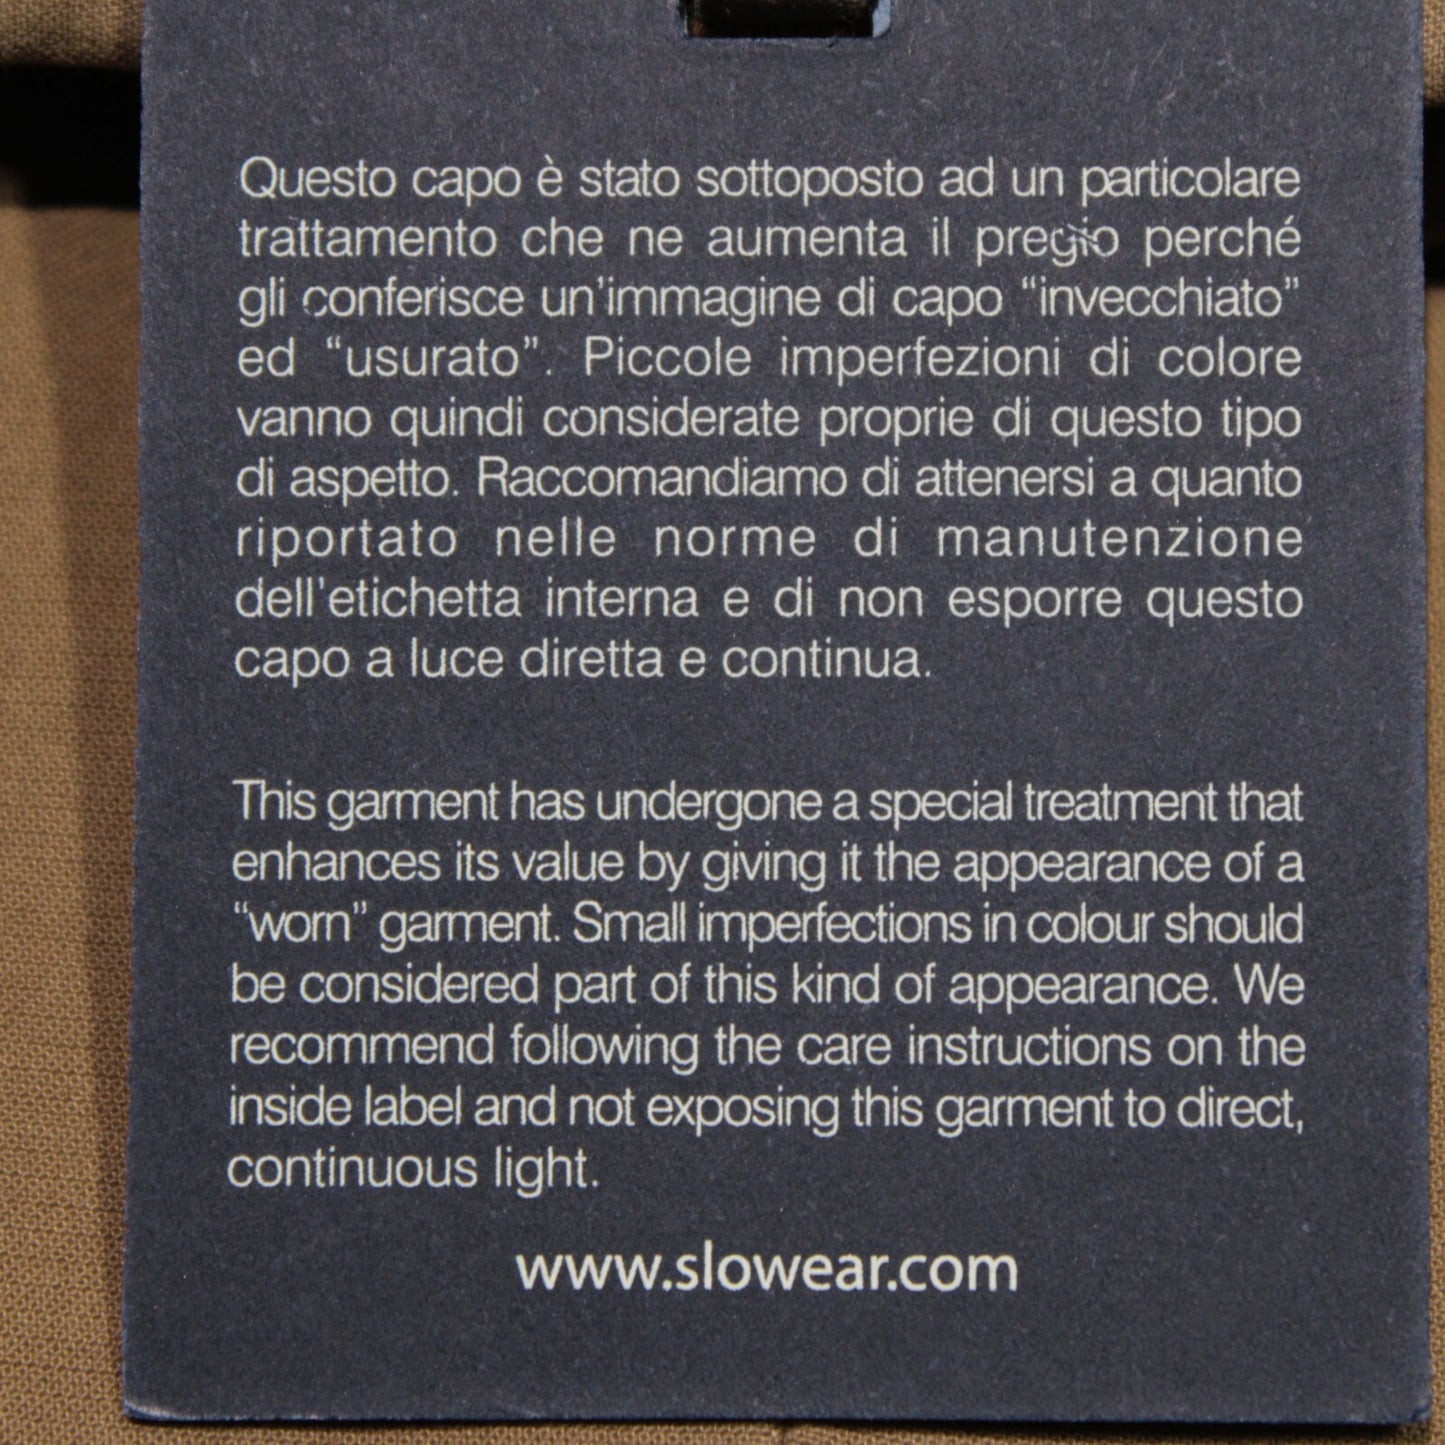 Questo capo è stato sottoposto ad un particolare
trattamento che ne aumenta il pregio perché
gli conferisce un'immagine di capo “invecchiato”
ed “usurato”. Piccole imperfezioni di colore
vanno quindi considerate proprie di questo tipo
di aspetto. Raccomandiamo di attenersi a quanto
riportato nelle norme di manutenzione
dell'etichetta interna e di non esporre questo
capo a luce diretta e continua.
This garment has undergone a special treatment that
enhances its value by giving it the appearance of a
“worn” garment. Small imperfections in colour should
be considered part of this kind of appearance. We
recommend following the care instructions on the
inside label and not exposing this garment to direct,
continuous light.
www.slowear.com